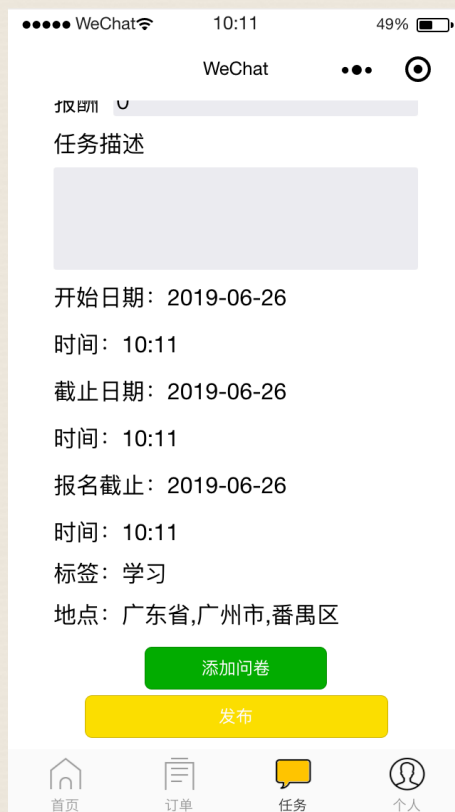 WeChat 10:11 49%
WeChat
报酬 0
任务描述
开始日期：2019-06-26
时间：10:11
截止日期：2019-06-26
时间：10:11
报名截止：2019-06-26
时间：10:11
标签：学习
地点：广东省,广州市,番禺区
添加问卷
发布
首页 订单 任务 个人